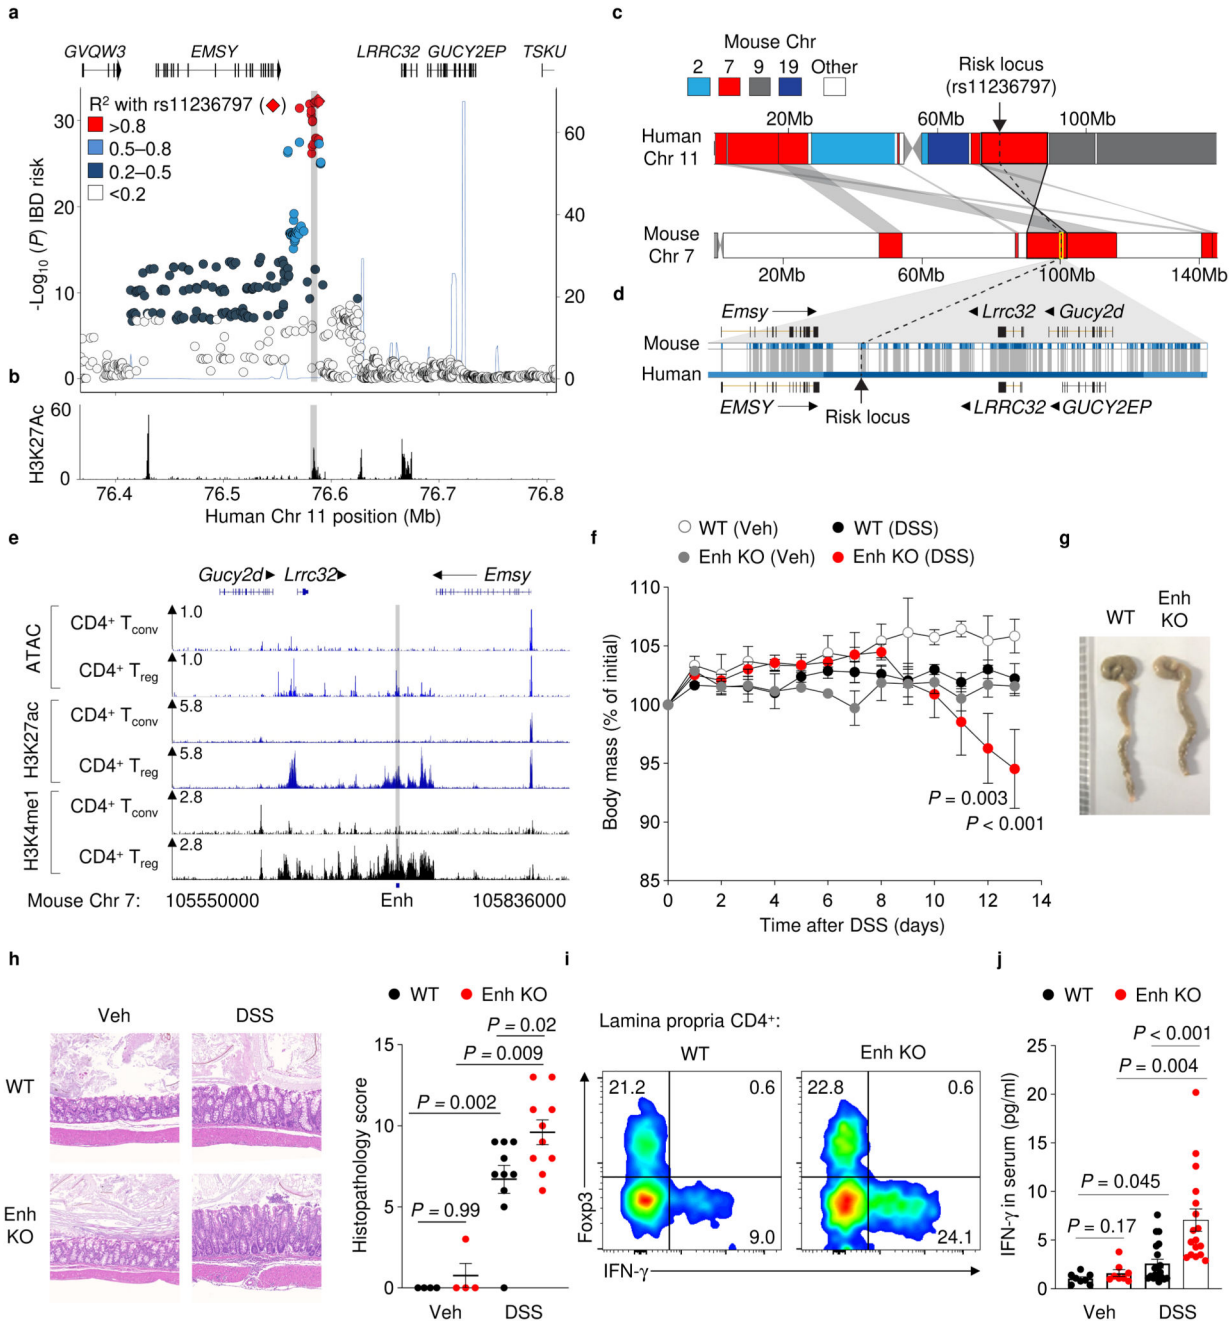 a
GVQW3 EMSY LRRC32 GUCY2EP TSKU
R² with rs11236797 (◆)
>0.8
0.5–0.8
0.2–0.5
<0.2
-Log₁₀ (P) IBD risk
30
20
10
0
60
40
20
0
b
H3K27Ac
60
0
76.4 76.5 76.6 76.7 76.8
Human Chr 11 position (Mb)
c
Mouse Chr
2 7 9 19 Other
Risk locus
(rs11236797)
20Mb 60Mb 100Mb
Human
Chr 11
Mouse
Chr 7
20Mb 60Mb 100Mb 140Mb
d
Emsy Lrrc32 Gucy2d
Mouse
Human
EMSY LRRC32 GUCY2EP
Risk locus
e
Gucy2d Lrrc32 Emsy
ATAC
CD4⁺ Tconv 1.0
CD4⁺ Treg 1.0
H3K27ac
CD4⁺ Tconv 5.8
CD4⁺ Treg 5.8
H3K4me1
CD4⁺ Tconv 2.8
CD4⁺ Treg 2.8
Mouse Chr 7: 105550000 Enh 105836000
f
WT (Veh) WT (DSS)
Enh KO (Veh) Enh KO (DSS)
Body mass (% of initial)
110
105
100
95
90
85
P = 0.003
P < 0.001
0 2 4 6 8 10 12 14
Time after DSS (days)
g
WT Enh
KO
h
Veh DSS
WT
Enh
KO
WT Enh KO
Histopathology score
15
10
5
0
P = 0.02
P = 0.009
P = 0.002
P = 0.99
Veh DSS
i
Lamina propria CD4⁺:
WT Enh KO
21.2 0.6 22.8 0.6
9.0 24.1
Foxp3
IFN-γ
j
WT Enh KO
IFN-γ in serum (pg/ml)
25
20
15
10
5
0
P < 0.001
P = 0.004
P = 0.045
P = 0.17
Veh DSS